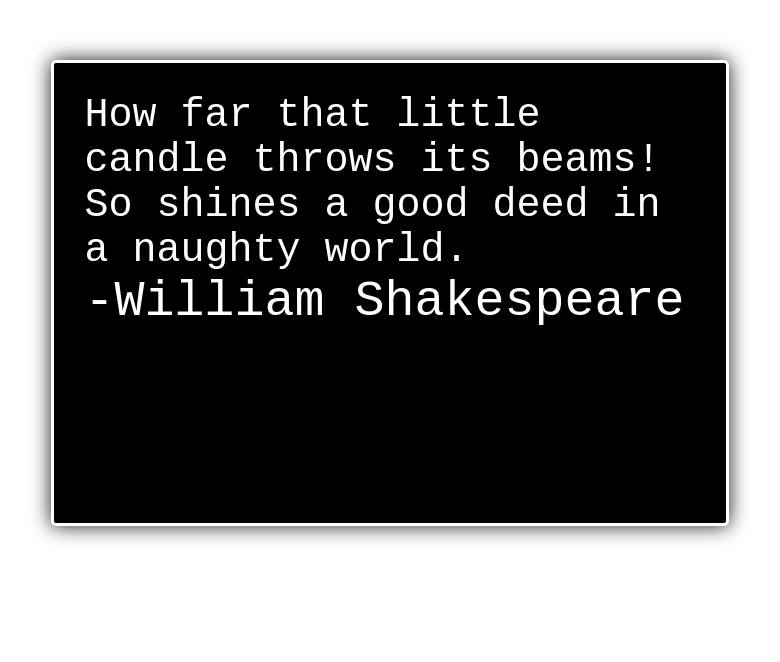 How far that little
candle throws its beams!
So shines a good deed in
a naughty world.
-William Shakespeare